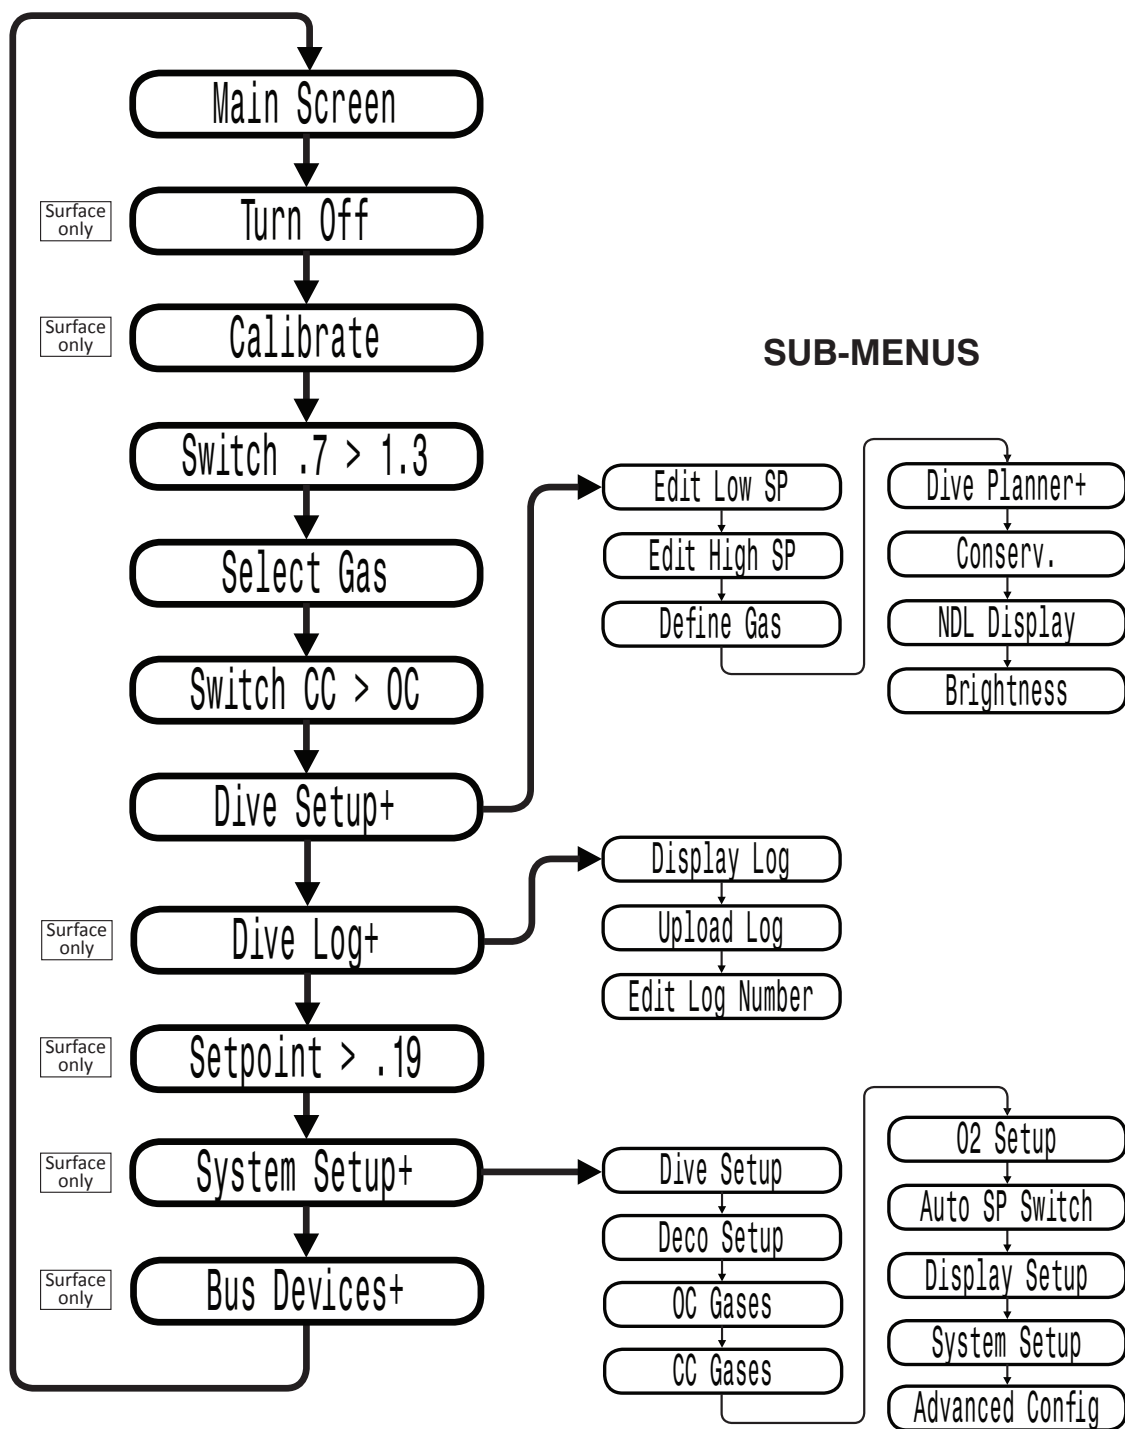 Main Screen
Surface
only
Turn Off
Surface
only
Calibrate
Switch .7 > 1.3
Select Gas
Switch CC > OC
Dive Setup+
Surface
only
Dive Log+
Surface
only
Setpoint > .19
Surface
only
System Setup+
Surface
only
Bus Devices+
SUB-MENUS
Edit Low SP
Edit High SP
Define Gas
Dive Planner+
Conserv.
NDL Display
Brightness
Display Log
Upload Log
Edit Log Number
Dive Setup
Deco Setup
OC Gases
CC Gases
O2 Setup
Auto SP Switch
Display Setup
System Setup
Advanced Config